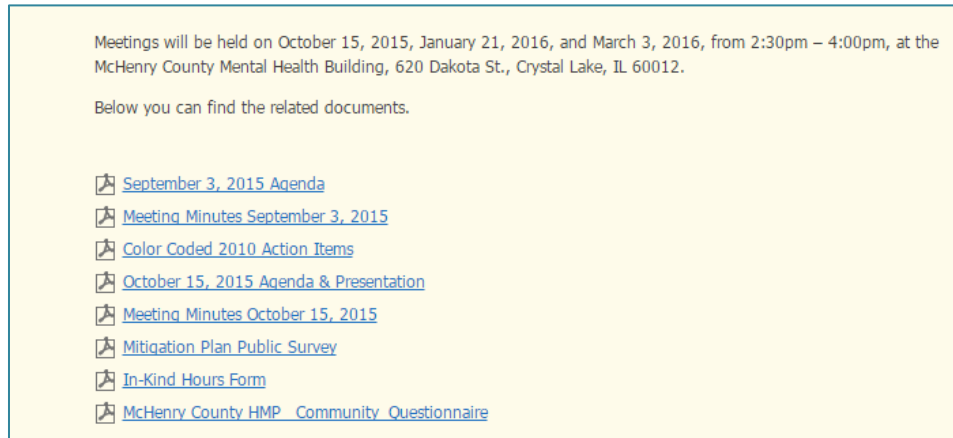 Meetings will be held on October 15, 2015, January 21, 2016, and March 3, 2016, from 2:30pm – 4:00pm, at the
McHenry County Mental Health Building, 620 Dakota St., Crystal Lake, IL 60012.
Below you can find the related documents.
September 3, 2015 Agenda
Meeting Minutes September 3, 2015
Color Coded 2010 Action Items
October 15, 2015 Agenda & Presentation
Meeting Minutes October 15, 2015
Mitigation Plan Public Survey
In-Kind Hours Form
McHenry County HMP Community Questionnaire